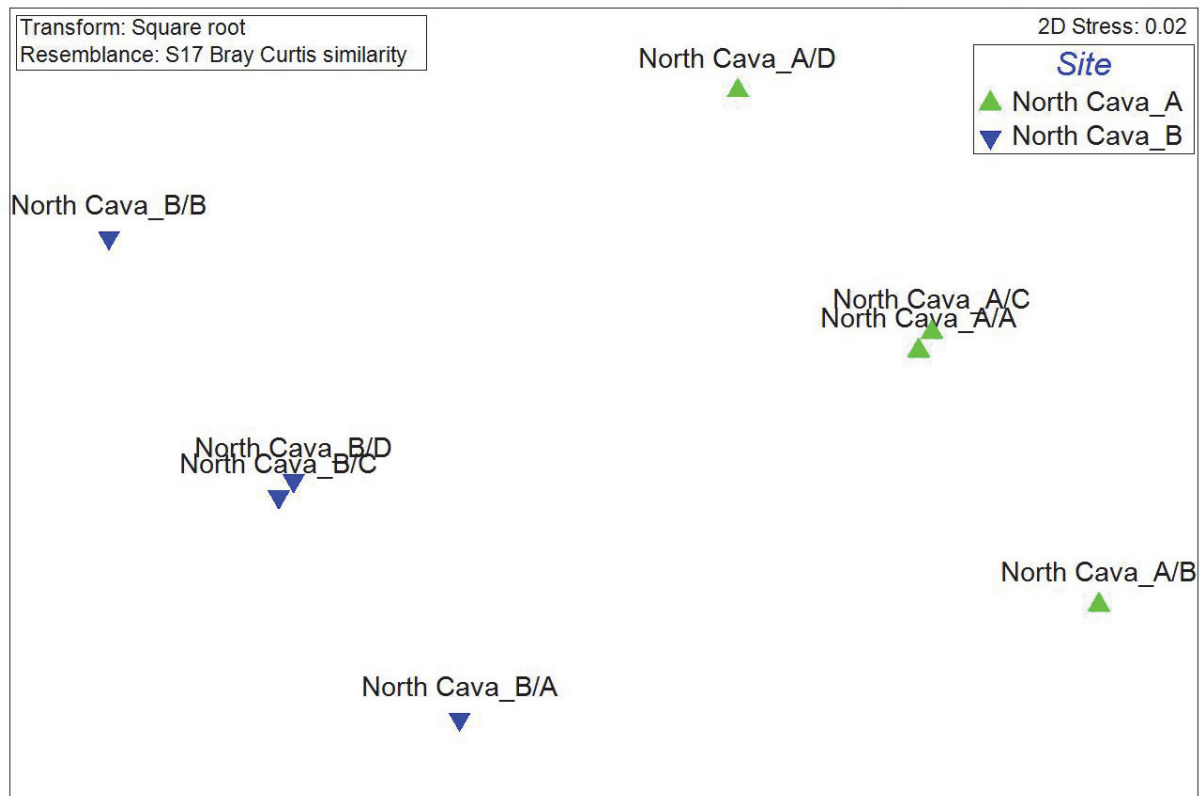 Transform: Square root
Resemblance: S17 Bray Curtis similarity
2D Stress: 0.02
Site
North Cava_A
North Cava_B
North Cava_A/D
North Cava_B/B
North Cava_A/C
North Cava_A/A
North Cava_B/D
North Cava_B/C
North Cava_A/B
North Cava_B/A